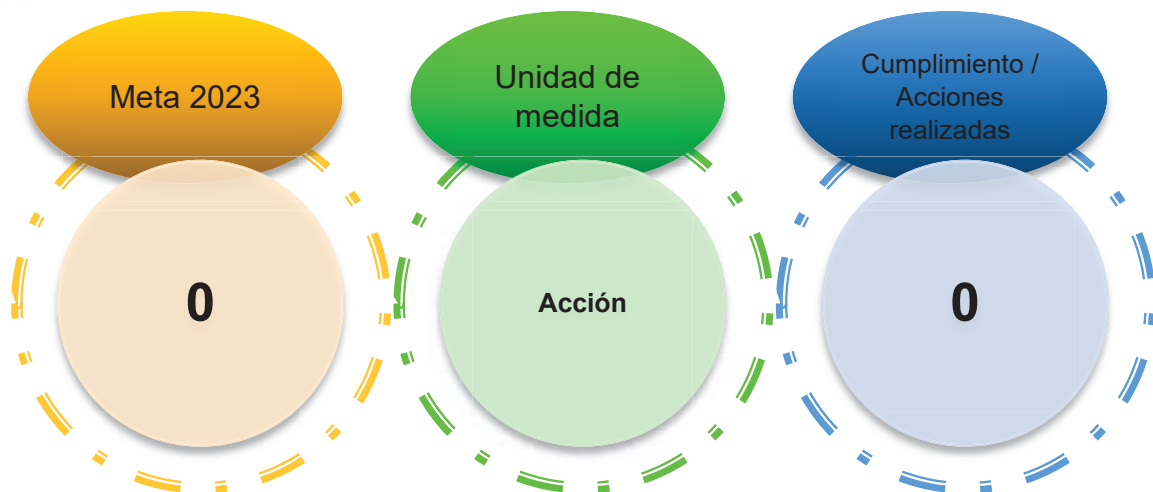 Meta 2023
0
Unidad de
medida
Acción
Cumplimiento /
Acciones
realizadas
0